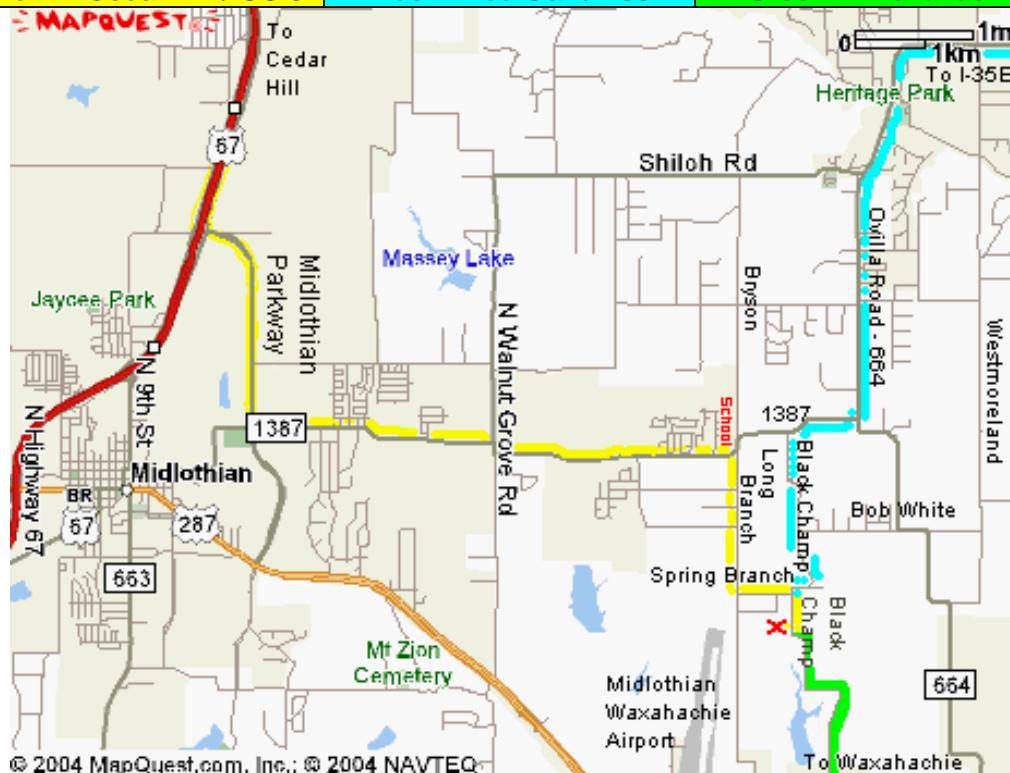 MAPQUEST
To
Cedar
Hill
0
1m
1km
To I-35E
Heritage Park
67
Shiloh Rd
Massey Lake
Midlothian
Parkway
Jaycee Park
Bryson
Ovilla Road - 664
Westmoreland
N Walnut Grove Rd
N 9th St
N Highway 67
1387
School
1387
Long
Branch
Black Champ
Midlothian
BR
67
287
Bob White
663
Spring Branch
Black
Champ
X
Mt Zion
Cemetery
664
Midlothian
Waxahachie
Airport
To Waxahachie
© 2004 MapQuest.com, Inc.; © 2004 NAVTEQ